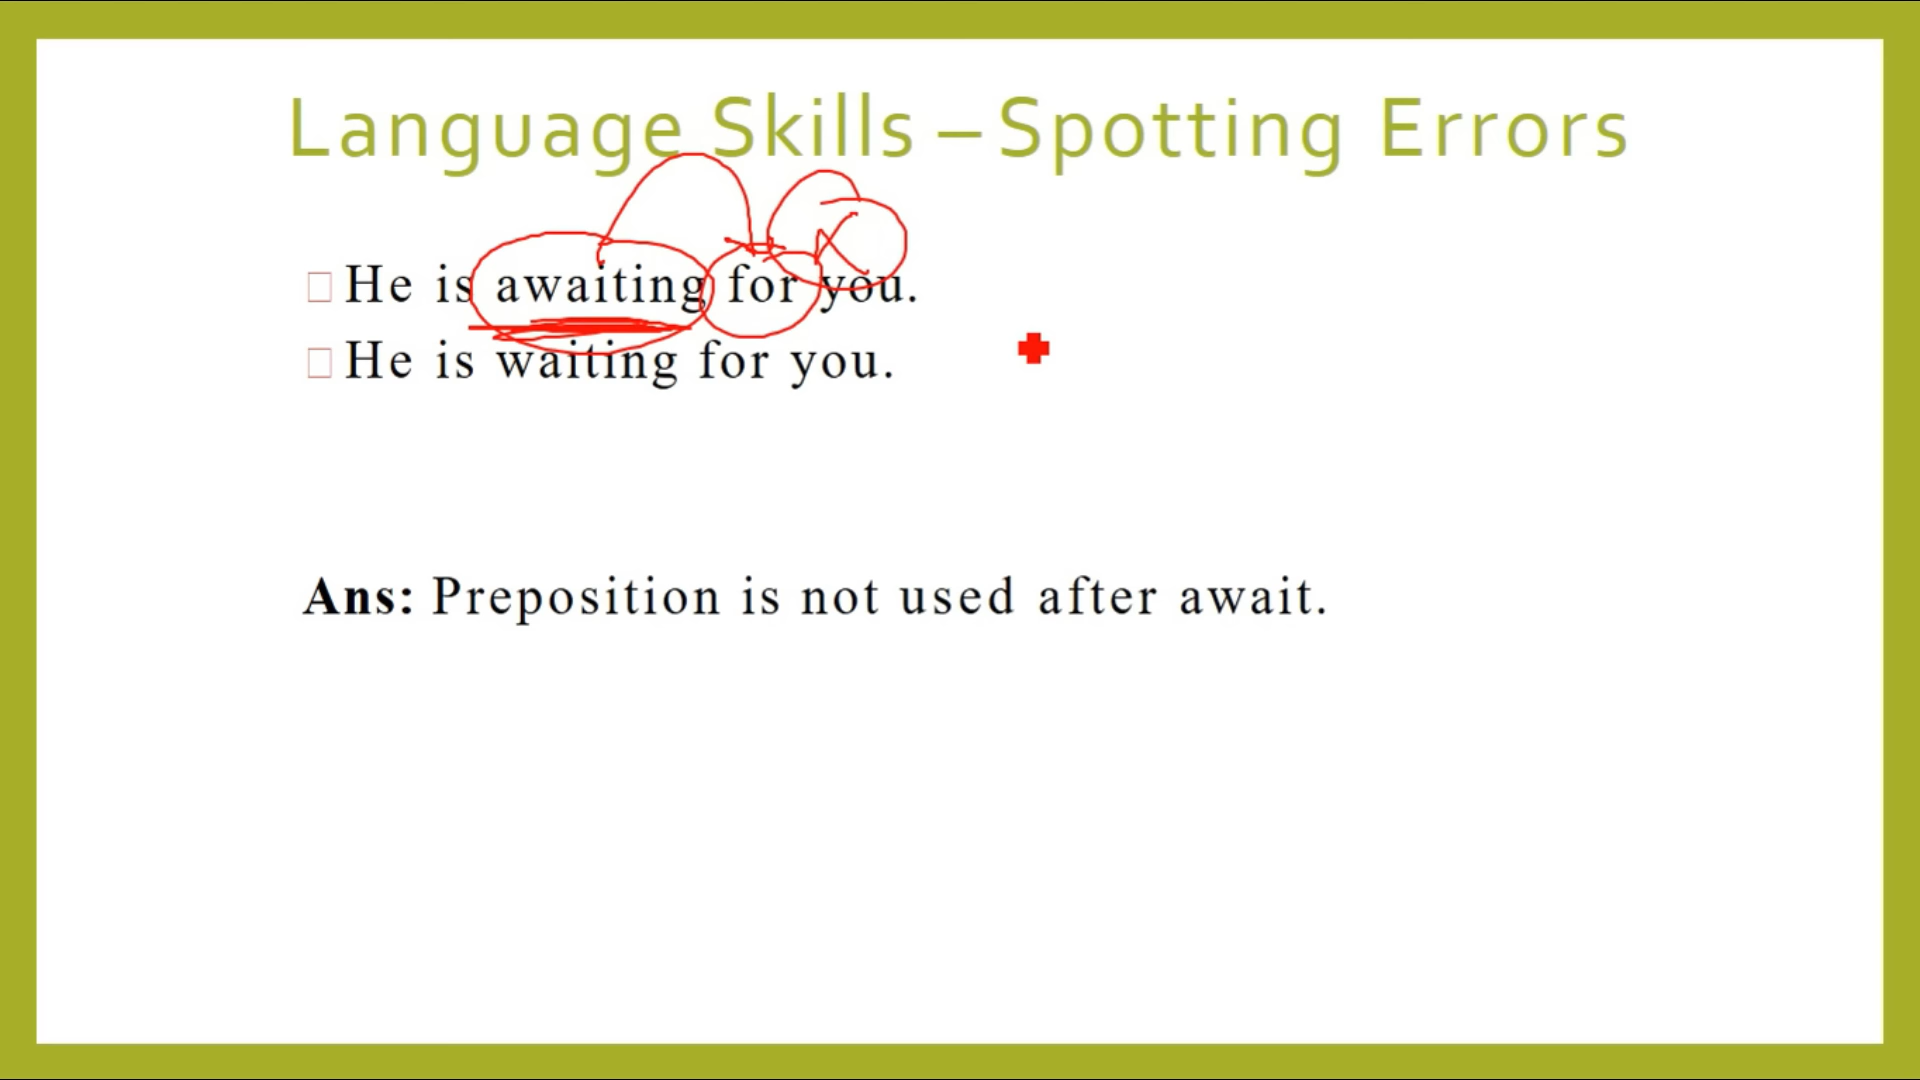 Language Skills – Spotting Errors
He is awaiting for you.
He is waiting for you.
Ans: Preposition is not used after await.